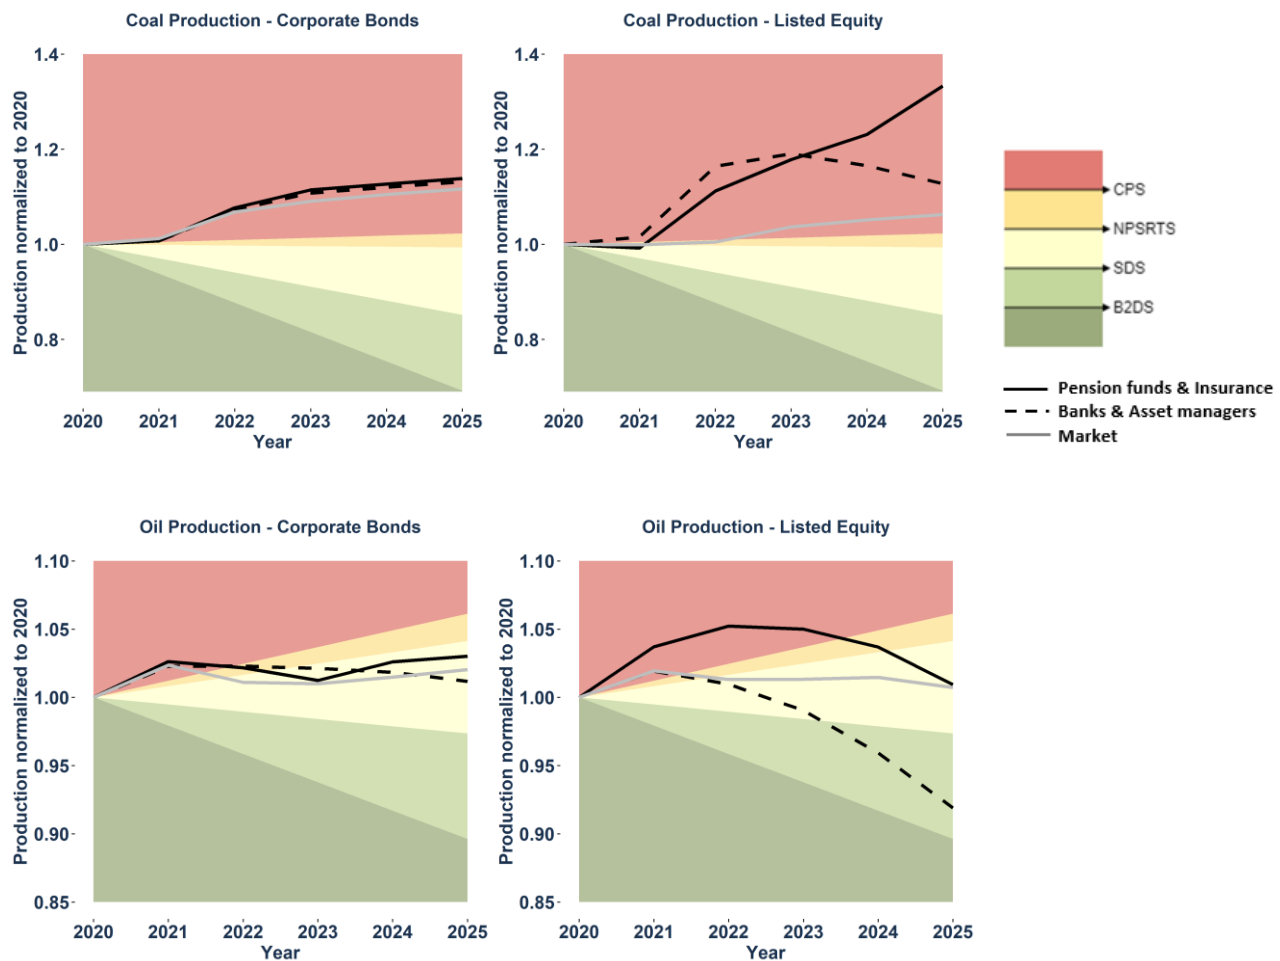 Coal Production - Corporate Bonds
Coal Production - Listed Equity
Production normalized to 2020
1.4
1.2
1.0
0.8
2020 2021 2022 2023 2024 2025
Year
Production normalized to 2020
1.4
1.2
1.0
0.8
2020 2021 2022 2023 2024 2025
Year
CPS
NPSRTS
SDS
B2DS
Pension funds & Insurance
Banks & Asset managers
Market
Oil Production - Corporate Bonds
Oil Production - Listed Equity
Production normalized to 2020
1.10
1.05
1.00
0.95
0.90
0.85
2020 2021 2022 2023 2024 2025
Year
Production normalized to 2020
1.10
1.05
1.00
0.95
0.90
0.85
2020 2021 2022 2023 2024 2025
Year